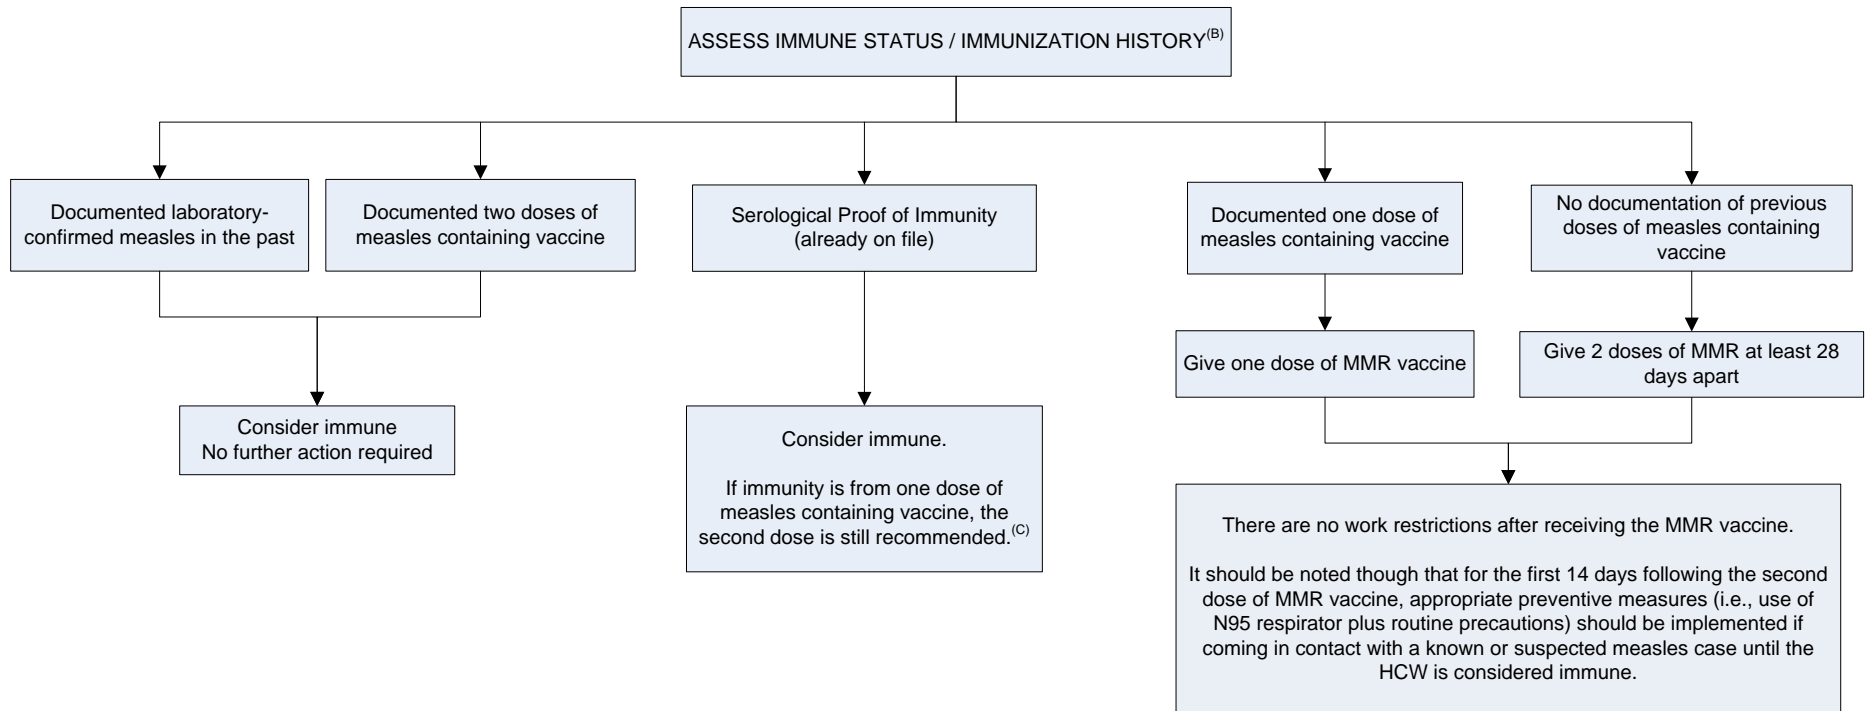 ASSESS IMMUNE STATUS / IMMUNIZATION HISTORY(B)
Documented laboratory-
confirmed measles in the past
Documented two doses of
measles containing vaccine
Serological Proof of Immunity
(already on file)
Documented one dose of
measles containing vaccine
No documentation of previous
doses of measles containing
vaccine
Give one dose of MMR vaccine
Give 2 doses of MMR at least 28
days apart
Consider immune
No further action required
Consider immune.
If immunity is from one dose of
measles containing vaccine, the
second dose is still recommended.(C)
There are no work restrictions after receiving the MMR vaccine.
It should be noted though that for the first 14 days following the second
dose of MMR vaccine, appropriate preventive measures (i.e., use of
N95 respirator plus routine precautions) should be implemented if
coming in contact with a known or suspected measles case until the
HCW is considered immune.